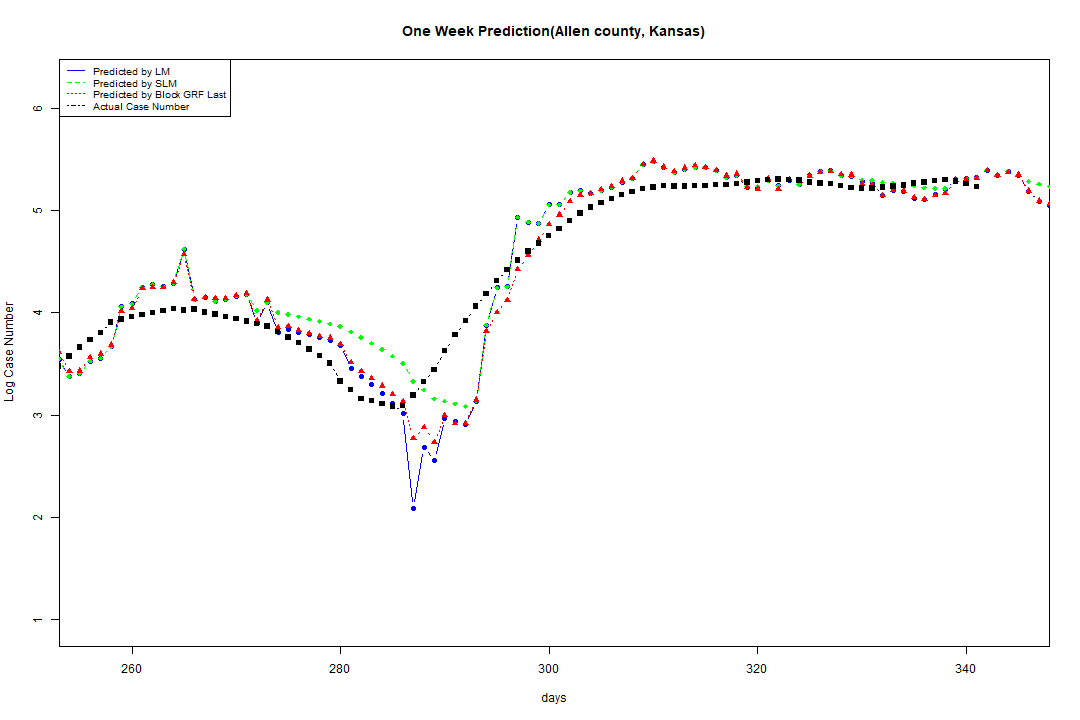 One Week Prediction(Allen county, Kansas)
Predicted by LM
Predicted by SLM
Predicted by Block GRF Last
Actual Case Number
6
5
4
3
2
1
Log Case Number
260 280 300 320 340
days